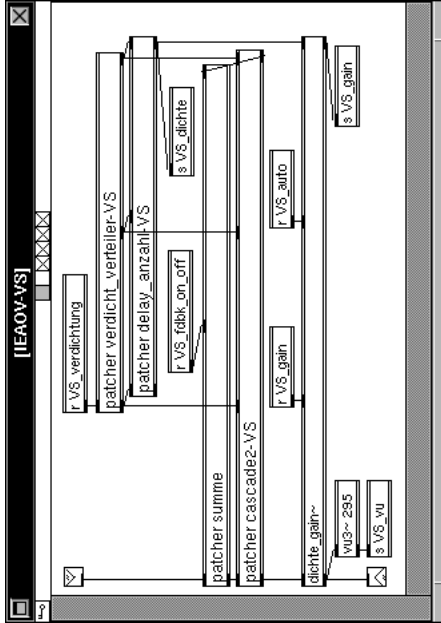 [IEAOV-VS]
r VS_verdichtung
patcher verdicht_verteiler-VS
patcher delay_anzahl-VS
s VS_dichte
r VS_fdbk_on_off
patcher summe
patcher cascade2-VS
r VS_gain
r VS_auto
dichte_gain~
s VS_gain
vu3~ 295
s VS_vu